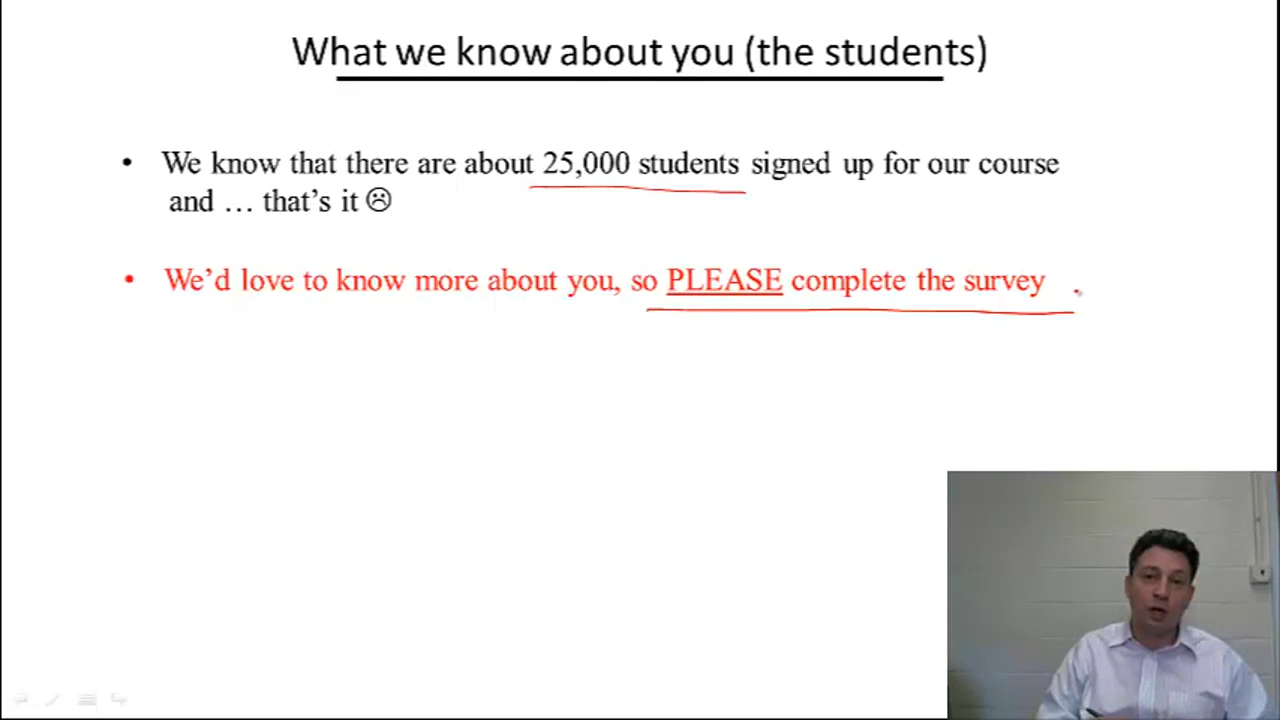 What we know about you (the students)
• We know that there are about 25,000 students signed up for our course
and … that’s it ☹
• We’d love to know more about you, so PLEASE complete the survey .